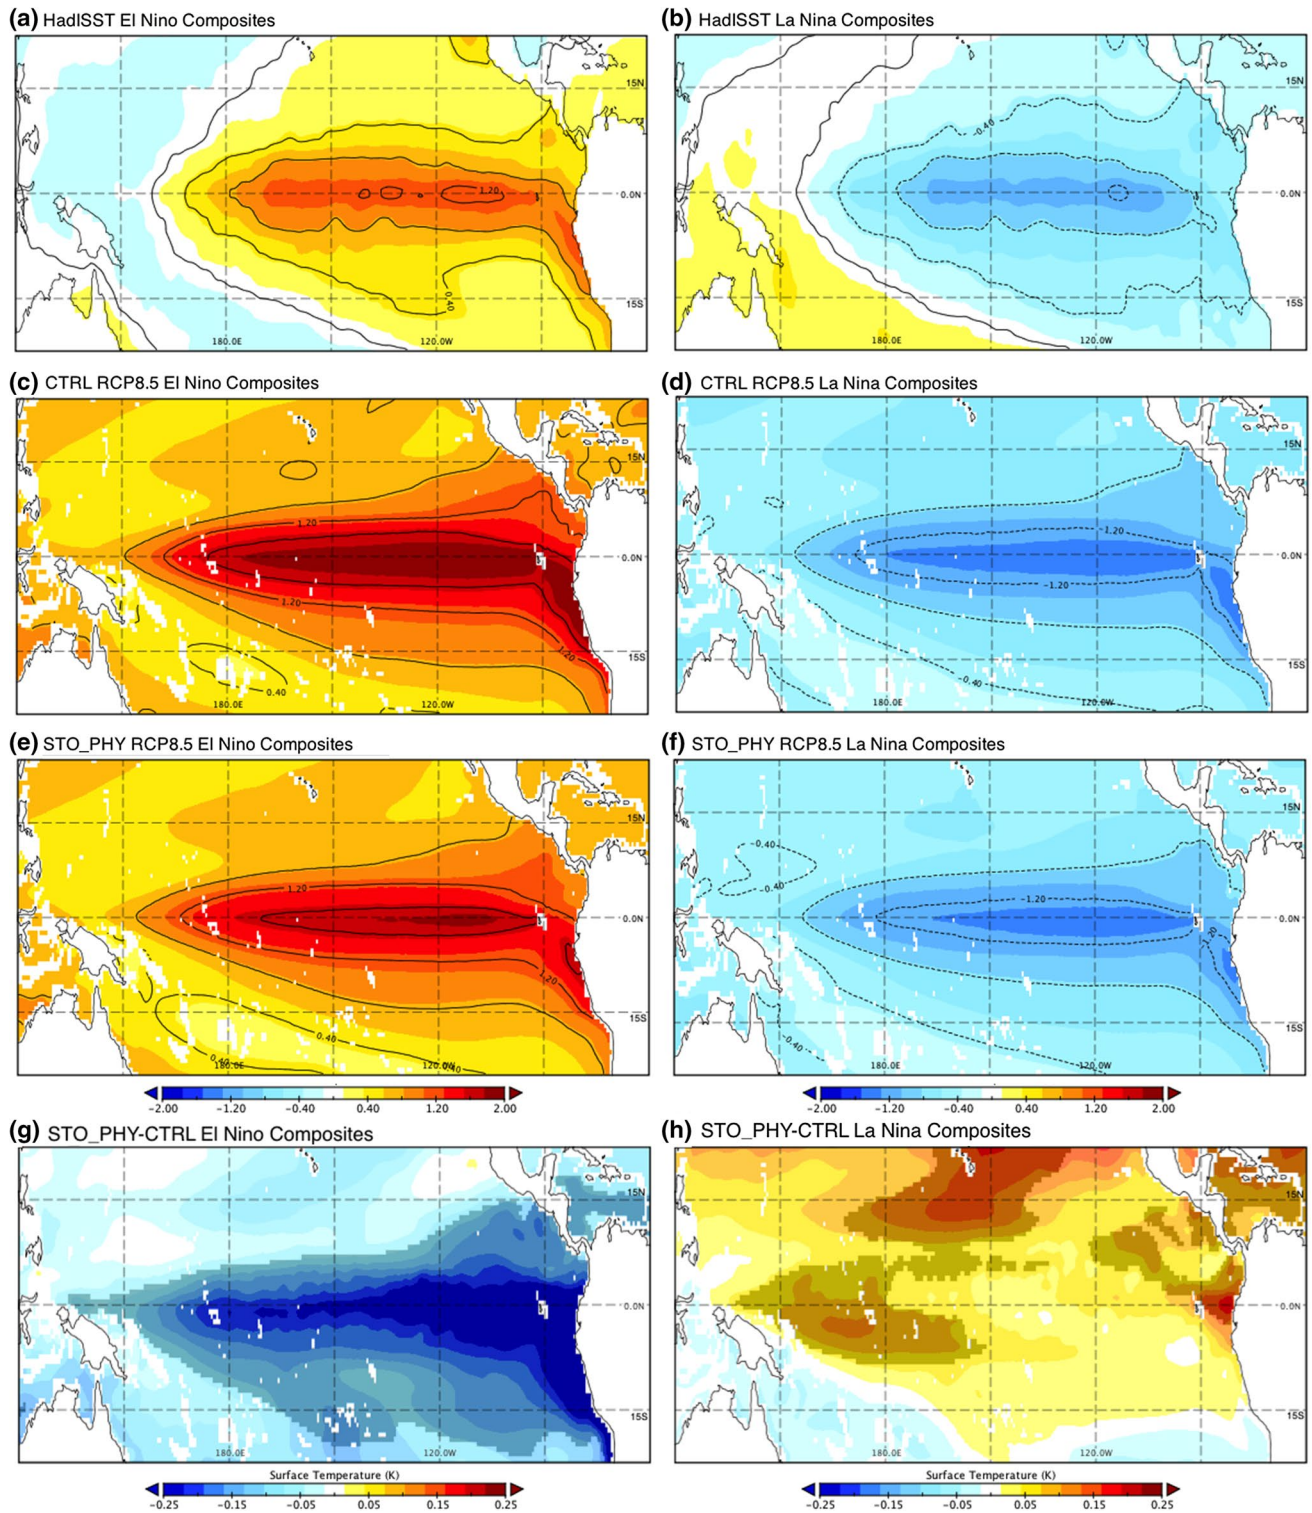 (a) HadISST El Nino Composites
15N
1.20
0.0N
0.40
15S
180.0E
120.0W
(b) HadISST La Nina Composites
15N
-0.40
0.0N
15S
180.0E
120.0W
(c) CTRL RCP8.5 El Nino Composites
15N
1.20
0.0N
1.20
1.20
15S
0.40
180.0E
120.0W
(d) CTRL RCP8.5 La Nina Composites
15N
-1.20
0.0N
-1.20
15S
-0.40
180.0E
120.0W
(e) STO_PHY RCP8.5 El Nino Composites
15N
1.20
0.0N
1.20
15S
0.40
0.40
180.0E
120.0W
0.40
-2.00 -1.20 -0.40 0.40 1.20 2.00
(f) STO_PHY RCP8.5 La Nina Composites
15N
-0.40
-0.40
-1.20
0.0N
-1.20
15S
-0.40
180.0E
120.0W
-2.00 -1.20 -0.40 0.40 1.20 2.00
(g) STO_PHY-CTRL El Nino Composites
15N
0.0N
15S
180.0E
120.0W
Surface Temperature (K)
-0.25 -0.15 -0.05 0.05 0.15 0.25
(h) STO_PHY-CTRL La Nina Composites
15N
0.0N
15S
180.0E
120.0W
Surface Temperature (K)
-0.25 -0.15 -0.05 0.05 0.15 0.25